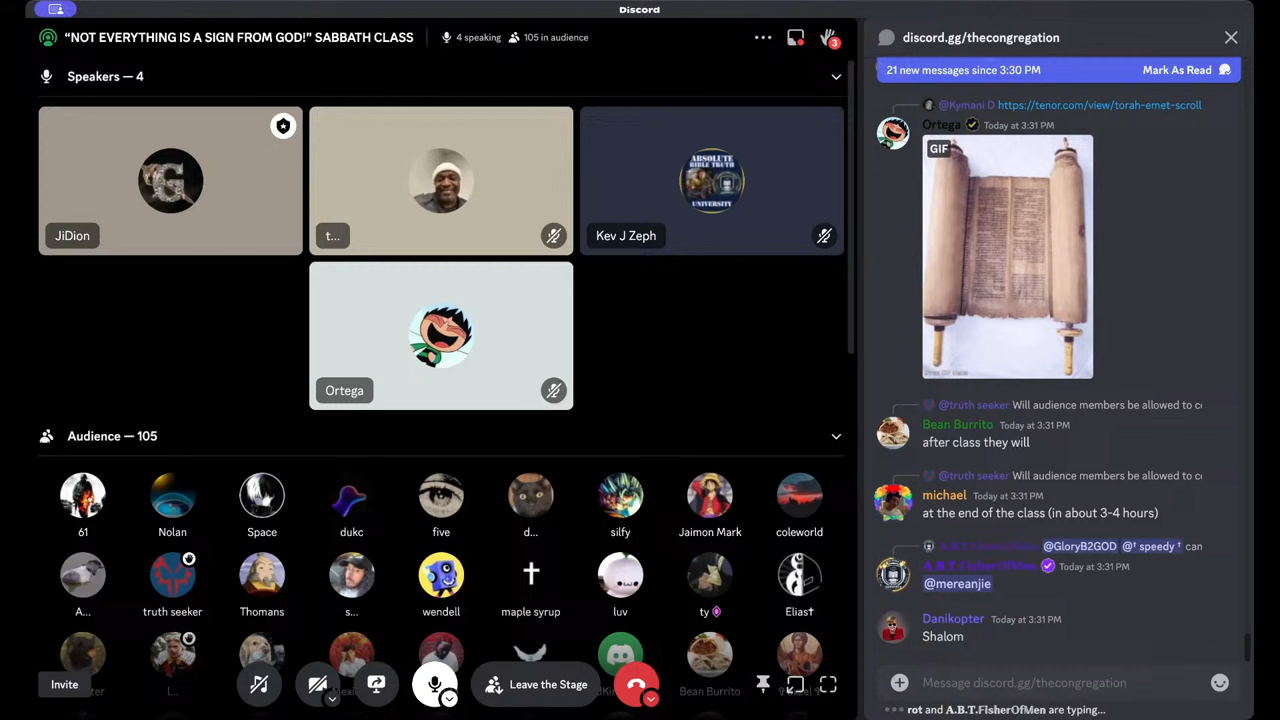 Discord
“NOT EVERYTHING IS A SIGN FROM GOD!” SABBATH CLASS
4 speaking
105 in audience
3
discord.gg/thecongregation
21 new messages since 3:30 PM
Mark As Read
Speakers — 4
JiDion
t...
ABSOLUTE
BIBLE TRUTH
UNIVERSITY
Kev J Zeph
Ortega
Audience — 105
61
Nolan
Space
dukc
five
d...
silfy
Jaimon Mark
coleworld
A...
truth seeker
Thomans
s...
wendell
maple syrup
luv
ty
Elias✝
L...
Bean Burrito
Invite
Leave the Stage
@Kymani D https://tenor.com/view/torah-emet-scroll
Ortega
Today at 3:31 PM
GIF
@truth seeker Will audience members be allowed to
Bean Burrito
Today at 3:31 PM
after class they will
@truth seeker Will audience members be allowed to
michael
Today at 3:31 PM
at the end of the class (in about 3-4 hours)
@GloryB2GOD @† speedy † can
A.B.T.FisherOfMen
Today at 3:31 PM
@mereanjie
Danikopter
Today at 3:31 PM
Shalom
Message discord.gg/thecongregation
rot and A.B.T.FisherOfMen are typing...